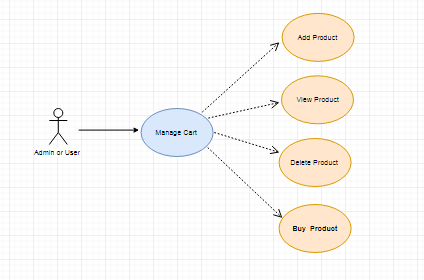 Add Product
View Product
Manage Cart
Admin or User
Delete Product
Buy Product